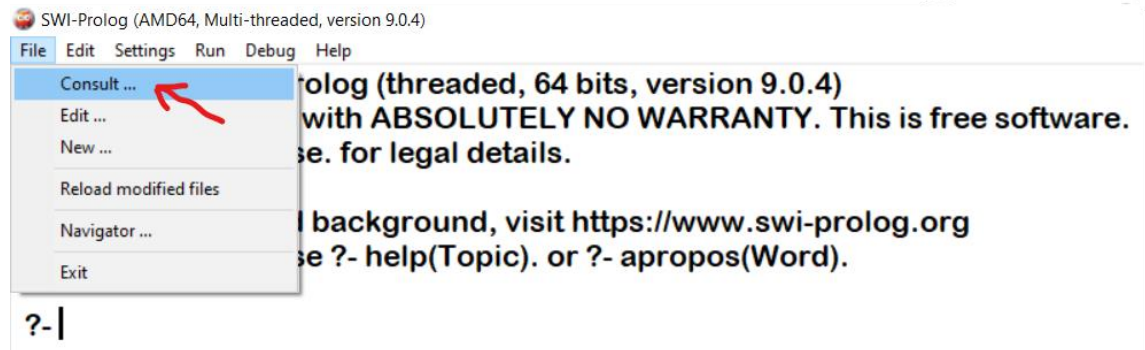 SWI-Prolog (AMD64, Multi-threaded, version 9.0.4)
File Edit Settings Run Debug Help
Consult ...
rolog (threaded, 64 bits, version 9.0.4)
Edit ...
with ABSOLUTELY NO WARRANTY. This is free software.
New ...
se. for legal details.
Reload modified files
Navigator ...
background, visit https://www.swi-prolog.org
se ?- help(Topic). or ?- apropos(Word).
Exit
?-